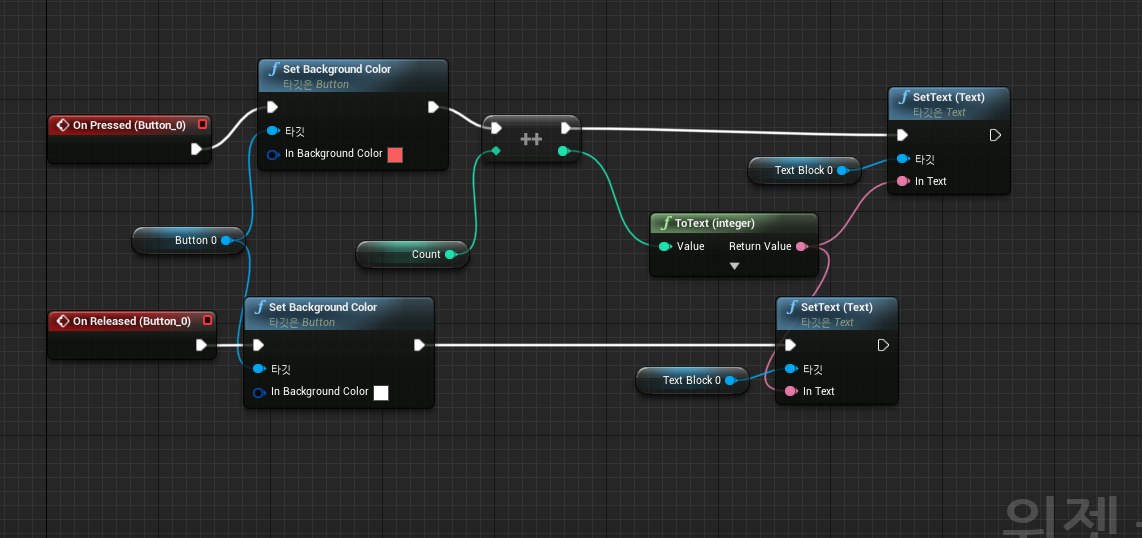 Set Background Color
타깃은 Button
타깃
In Background Color
On Pressed (Button_0)
++
SetText (Text)
타깃은 Text
타깃
In Text
Text Block 0
Button 0
Count
ToText (integer)
Value
Return Value
On Released (Button_0)
Set Background Color
타깃은 Button
타깃
In Background Color
SetText (Text)
타깃은 Text
타깃
In Text
Text Block 0
위젯